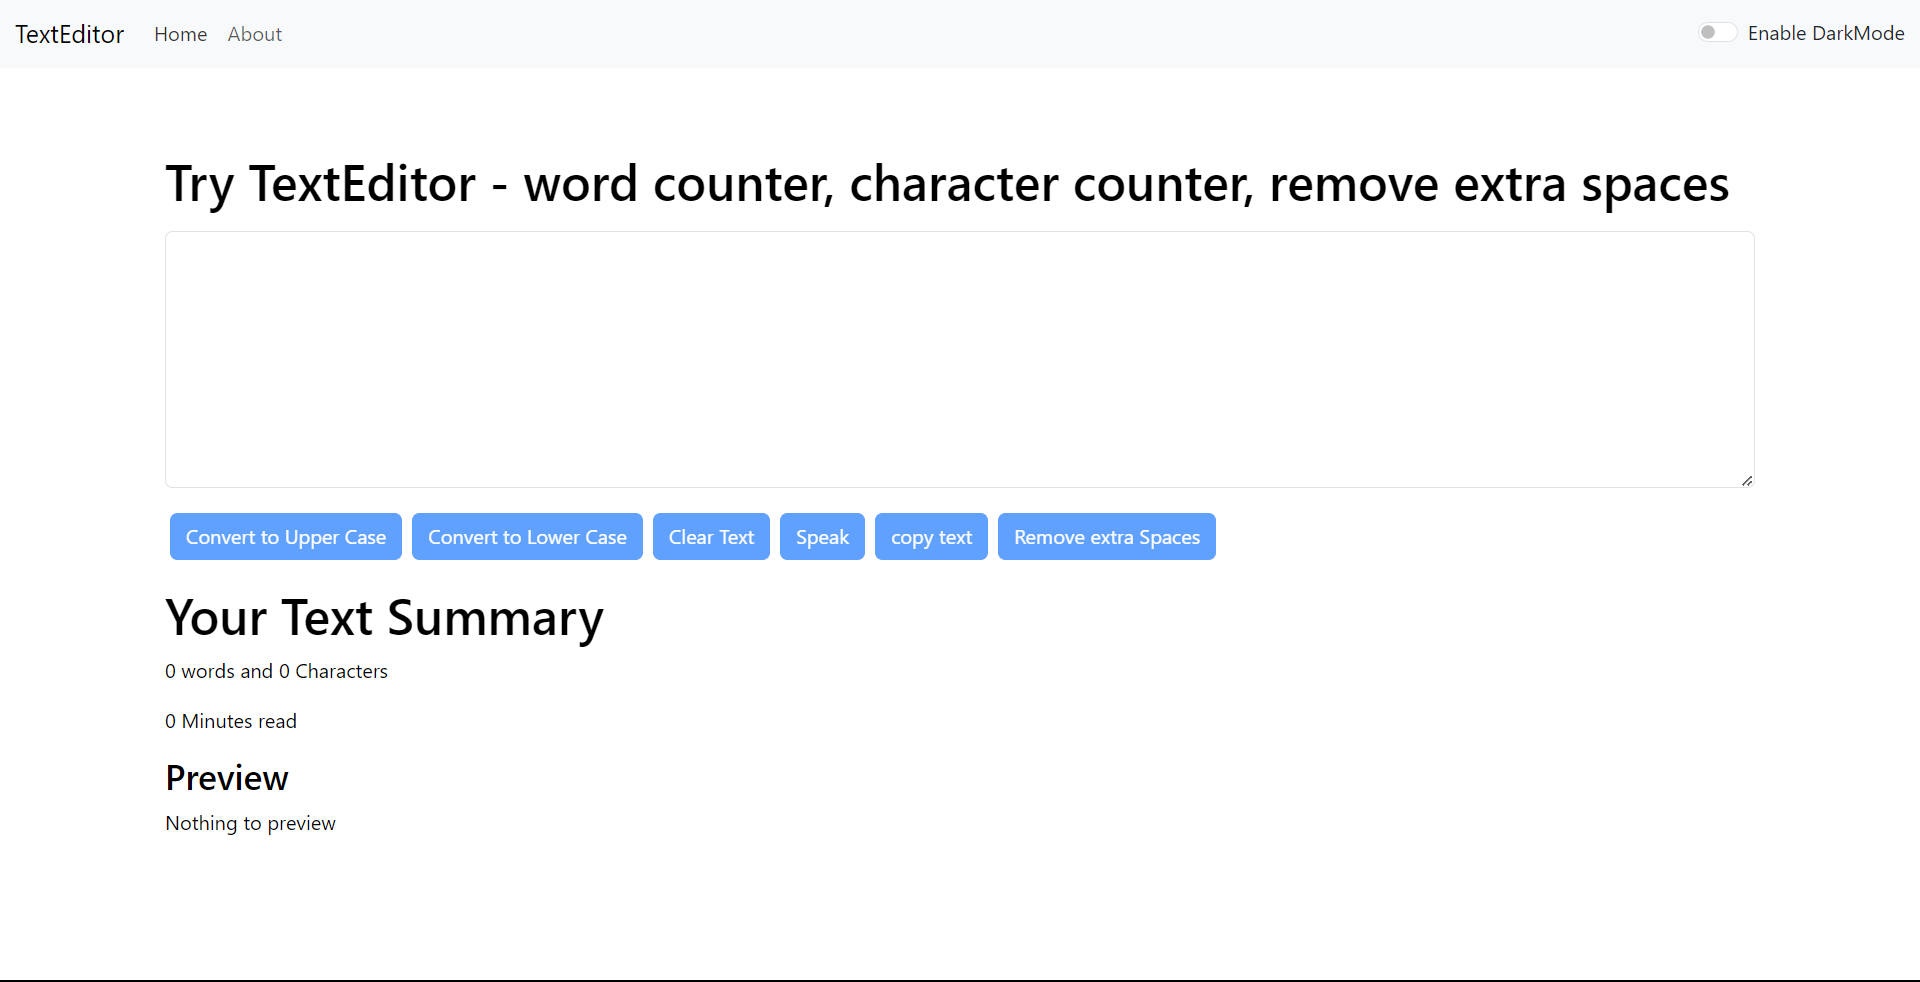 TextEditor Home About Enable DarkMode
Try TextEditor - word counter, character counter, remove extra spaces
Convert to Upper Case Convert to Lower Case Clear Text Speak copy text Remove extra Spaces
Your Text Summary
0 words and 0 Characters
0 Minutes read
Preview
Nothing to preview